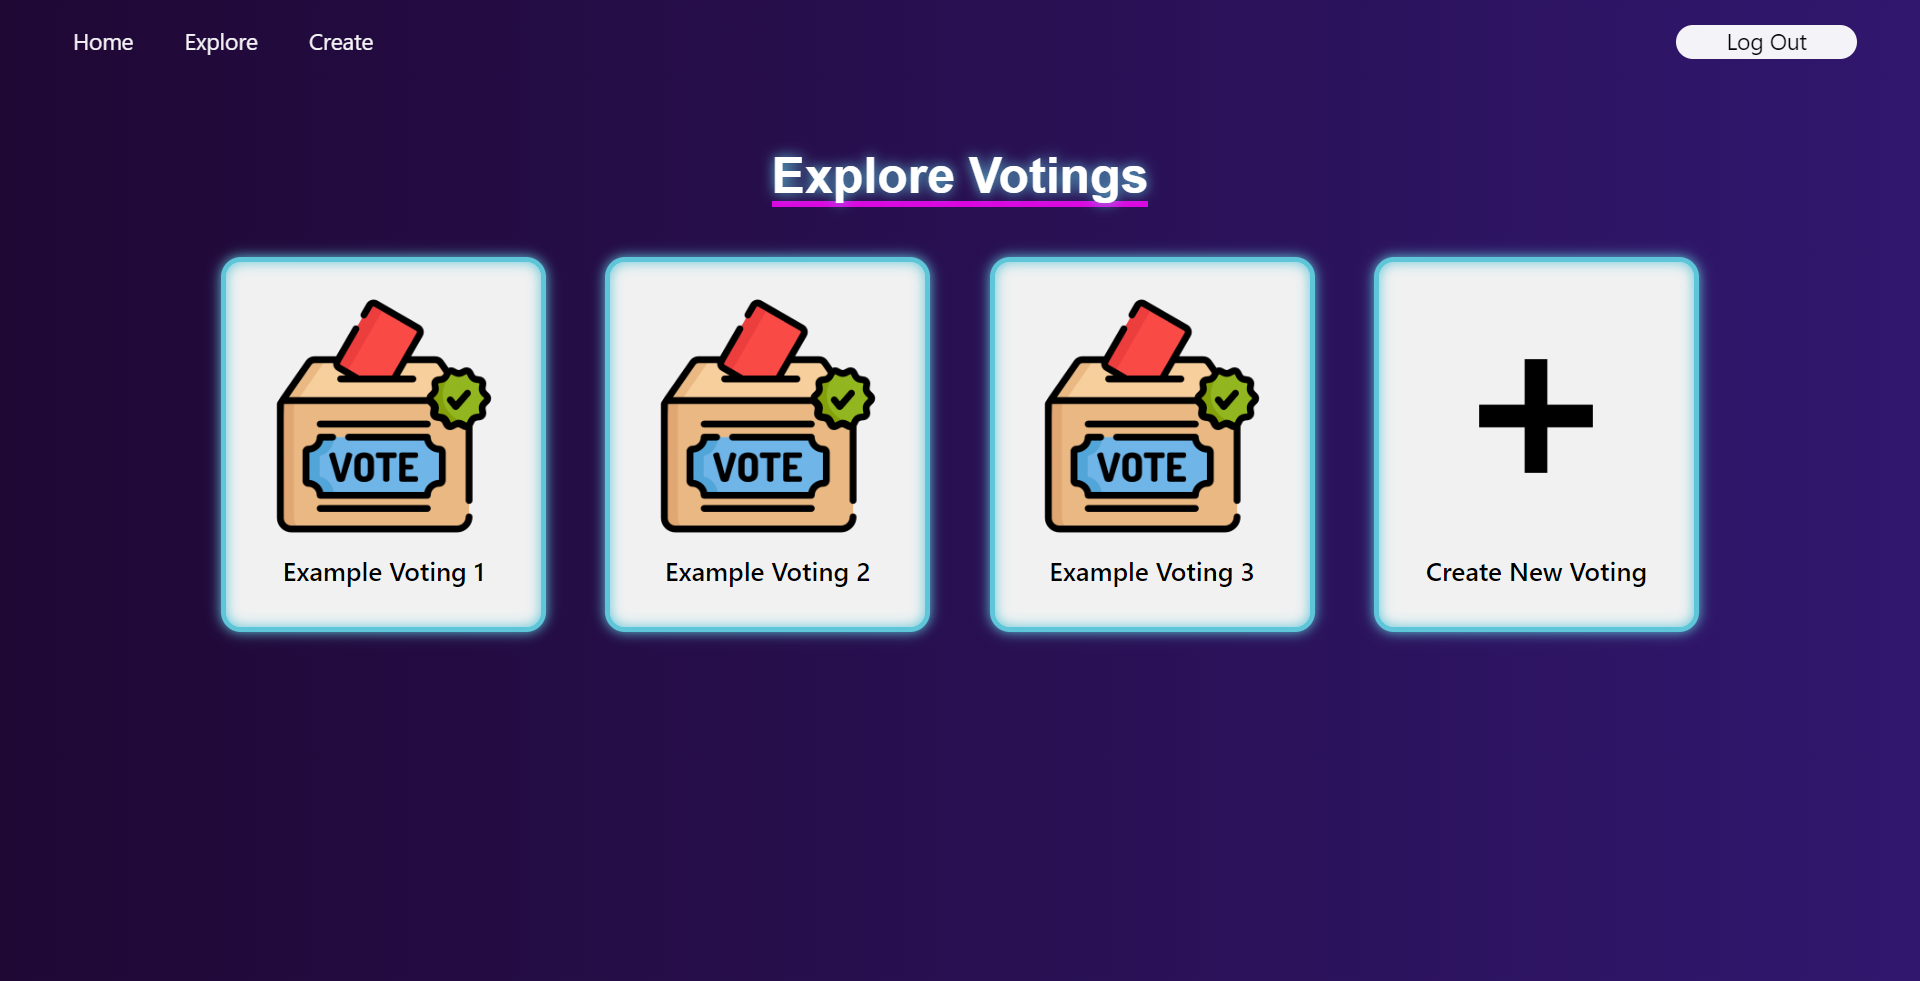 Home Explore Create Log Out
Explore Votings
VOTE VOTE VOTE
Example Voting 1 Example Voting 2 Example Voting 3 Create New Voting